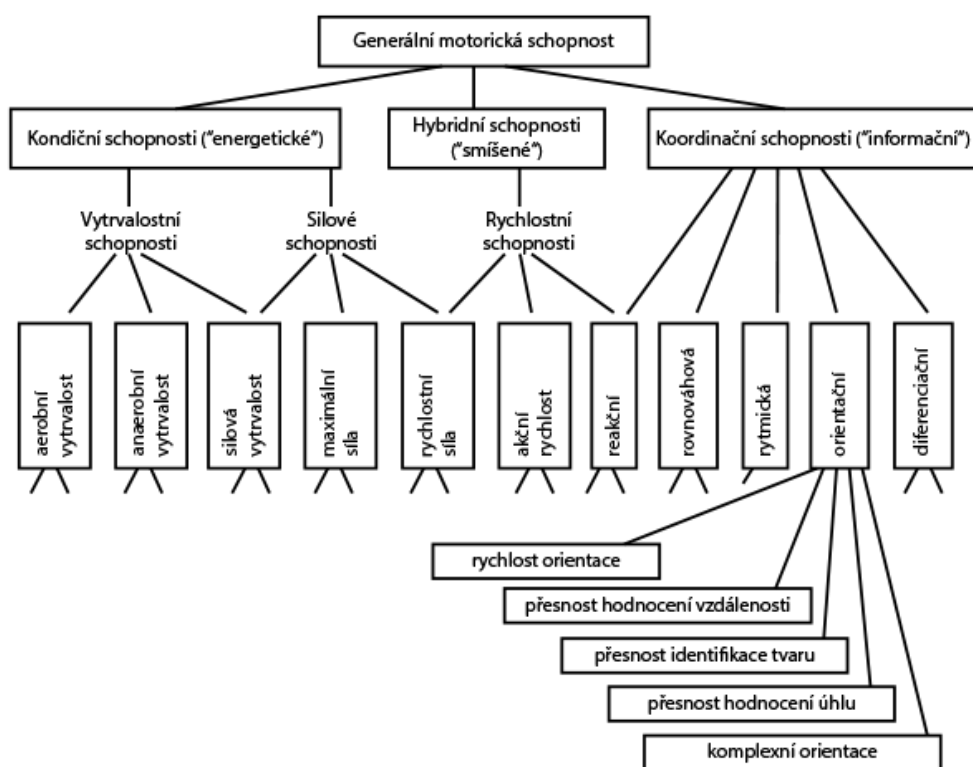 Generální motorická schopnost
Kondiční schopnosti ("energetické“)
Hybridní schopnosti
("smíšené“)
Koordinační schopnosti ("informační“)
Vytrvalostní
schopnosti
Silové
schopnosti
Rychlostní
schopnosti
aerobní
vytrvalost
anaerobní
vytrvalost
silová
vytrvalost
maximální
síla
rychlostní
síla
akční
rychlost
reakční
rovnováhová
rytmická
orientační
diferenciační
rychlost orientace
přesnost hodnocení vzdálenosti
přesnost identifikace tvaru
přesnost hodnocení úhlu
komplexní orientace